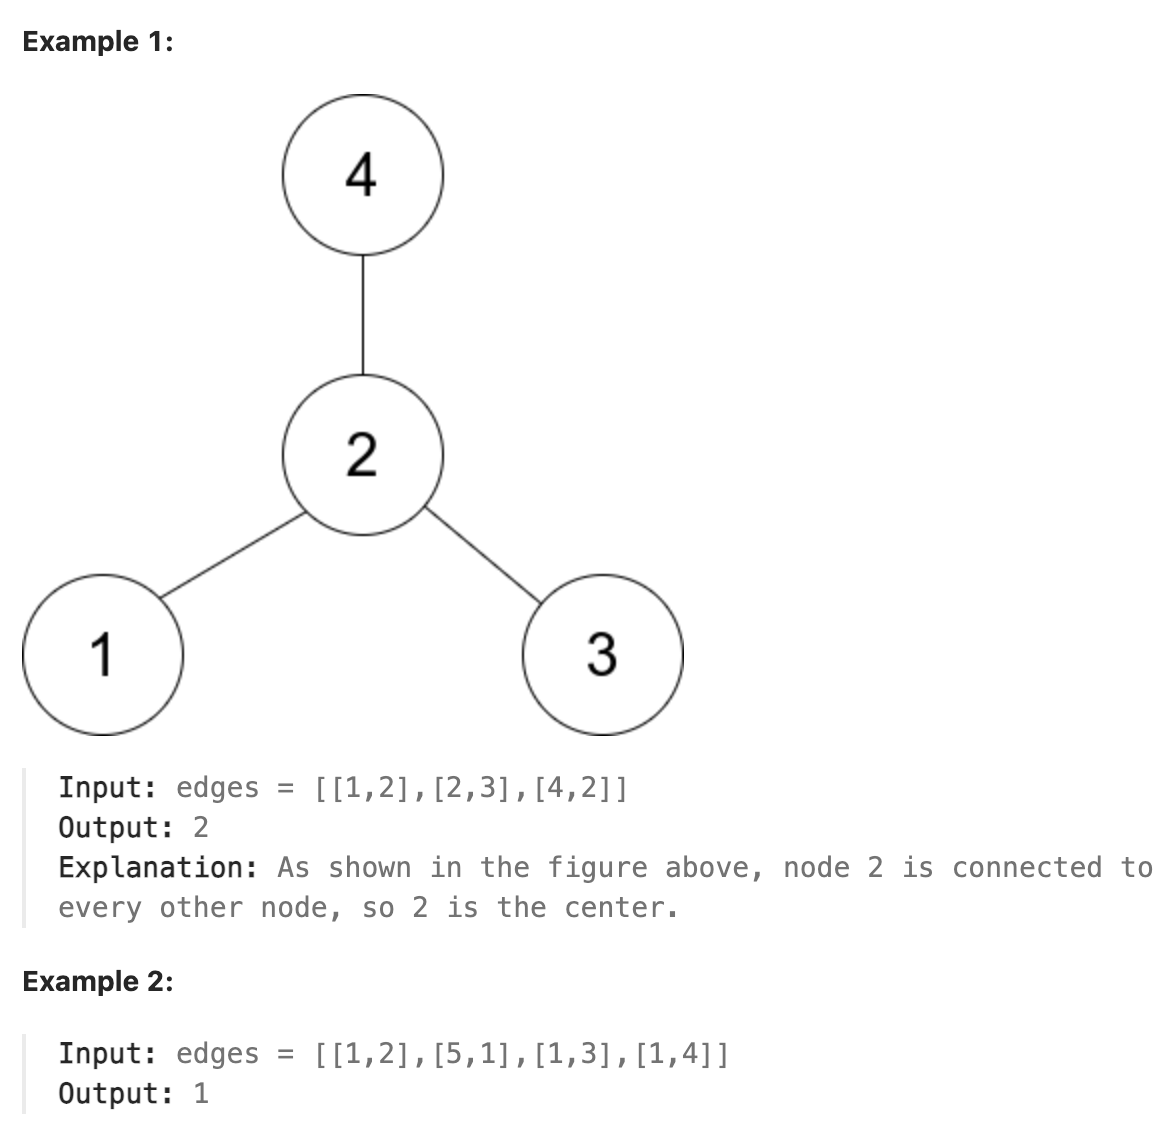 Example 1:
4
2
1
3
Input: edges = [[1,2],[2,3],[4,2]]
Output: 2
Explanation: As shown in the figure above, node 2 is connected to
every other node, so 2 is the center.
Example 2:
Input: edges = [[1,2],[5,1],[1,3],[1,4]]
Output: 1